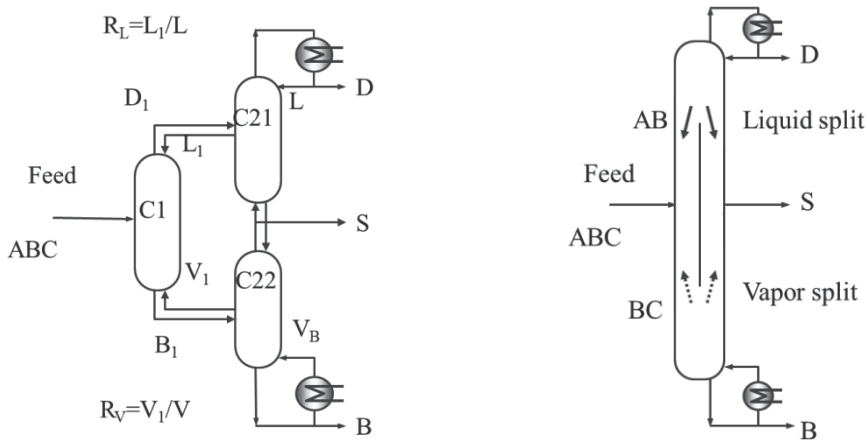 R_L=L_1/L
D_1
C21
L
D
L_1
Feed
C1
S
ABC
V_1
C22
V_B
B_1
R_V=V_1/V
B
D
AB
Liquid split
Feed
S
ABC
BC
Vapor split
B